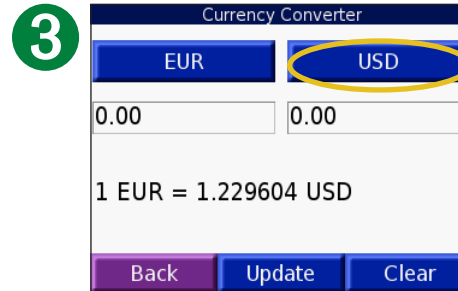 3
Currency Converter
EUR USD
0.00 0.00
1 EUR = 1.229604 USD
Back Update Clear